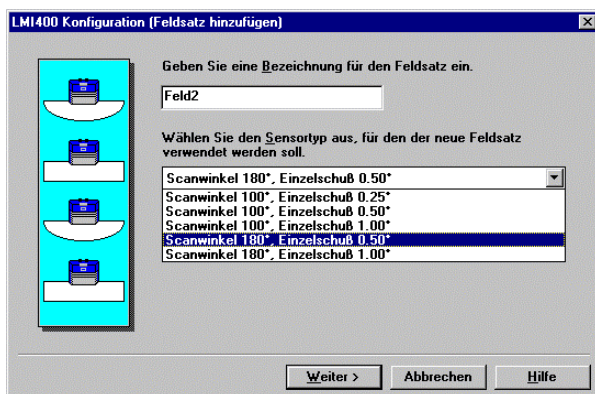 LMI400 Konfiguration (Feldsatz hinzufügen)
Geben Sie eine Bezeichnung für den Feldsatz ein.
Feld2
Wählen Sie den Sensortyp aus, für den der neue Feldsatz
verwendet werden soll.
Scanwinkel 180°, Einzelschuß 0.50°
Scanwinkel 100°, Einzelschuß 0.25°
Scanwinkel 100°, Einzelschuß 0.50°
Scanwinkel 100°, Einzelschuß 1.00°
Scanwinkel 180°, Einzelschuß 0.50°
Scanwinkel 180°, Einzelschuß 1.00°
Weiter >
Abbrechen
Hilfe